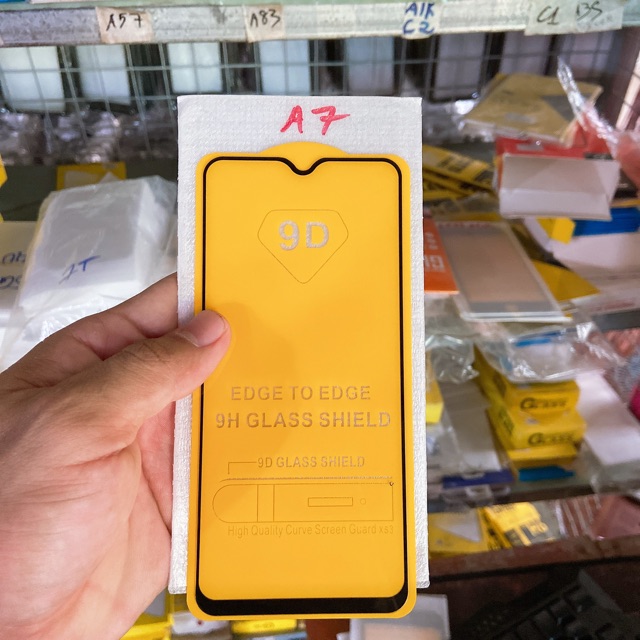 A57
A83
A1K
C2
C1 B5
A7
9D
EDGE TO EDGE
9H GLASS SHIELD
9D GLASS SHIELD
High Quality Curve Screen Guard